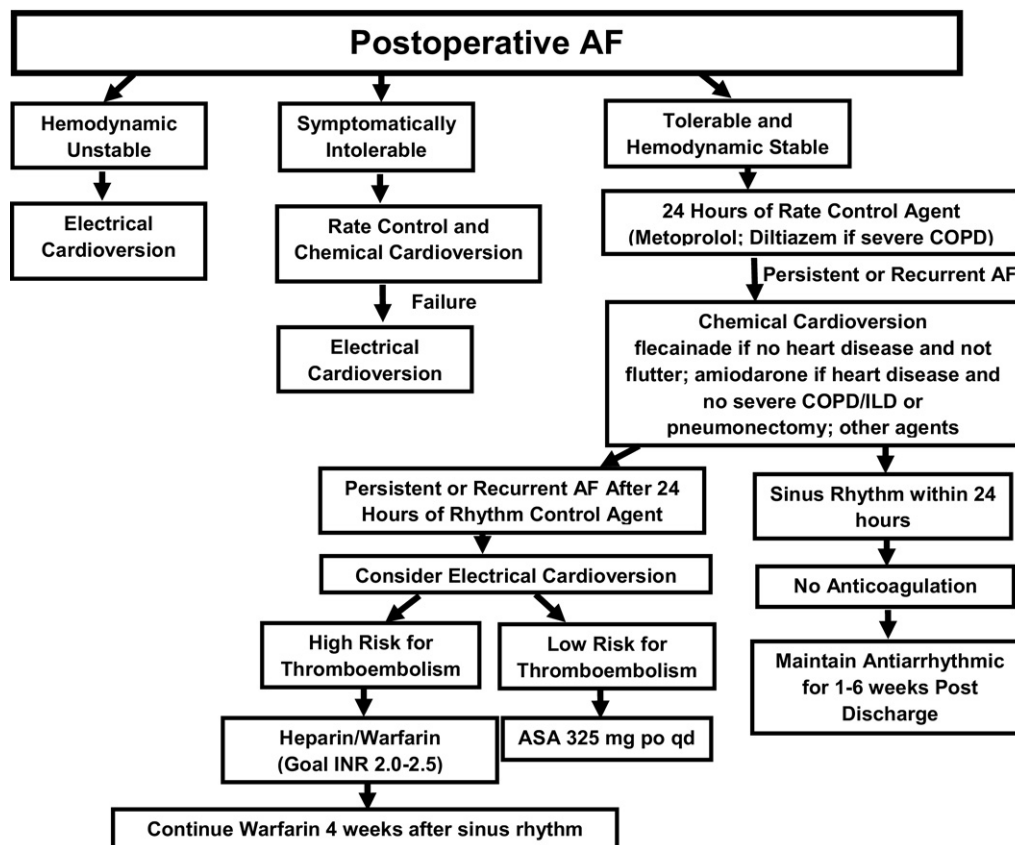 Postoperative AF
Hemodynamic
Unstable
Symptomatically
Intolerable
Tolerable and
Hemodynamic Stable
Electrical
Cardioversion
Rate Control and
Chemical Cardioversion
24 Hours of Rate Control Agent
(Metoprolol; Diltiazem if severe COPD)
Failure
Persistent or Recurrent AF
Electrical
Cardioversion
Chemical Cardioversion
flecainade if no heart disease and not
flutter; amiodarone if heart disease and
no severe COPD/ILD or
pneumonectomy; other agents
Persistent or Recurrent AF After 24
Hours of Rhythm Control Agent
Sinus Rhythm within 24
hours
Consider Electrical Cardioversion
No Anticoagulation
High Risk for
Thromboembolism
Low Risk for
Thromboembolism
Maintain Antiarrhythmic
for 1-6 weeks Post
Discharge
Heparin/Warfarin
(Goal INR 2.0-2.5)
ASA 325 mg po qd
Continue Warfarin 4 weeks after sinus rhythm